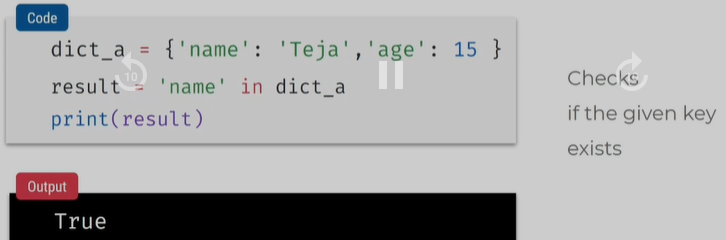 Code
dict_a = {'name': 'Teja','age': 15 }
result = 'name' in dict_a
print(result)
10
Checks
if the given key
exists
Output
True